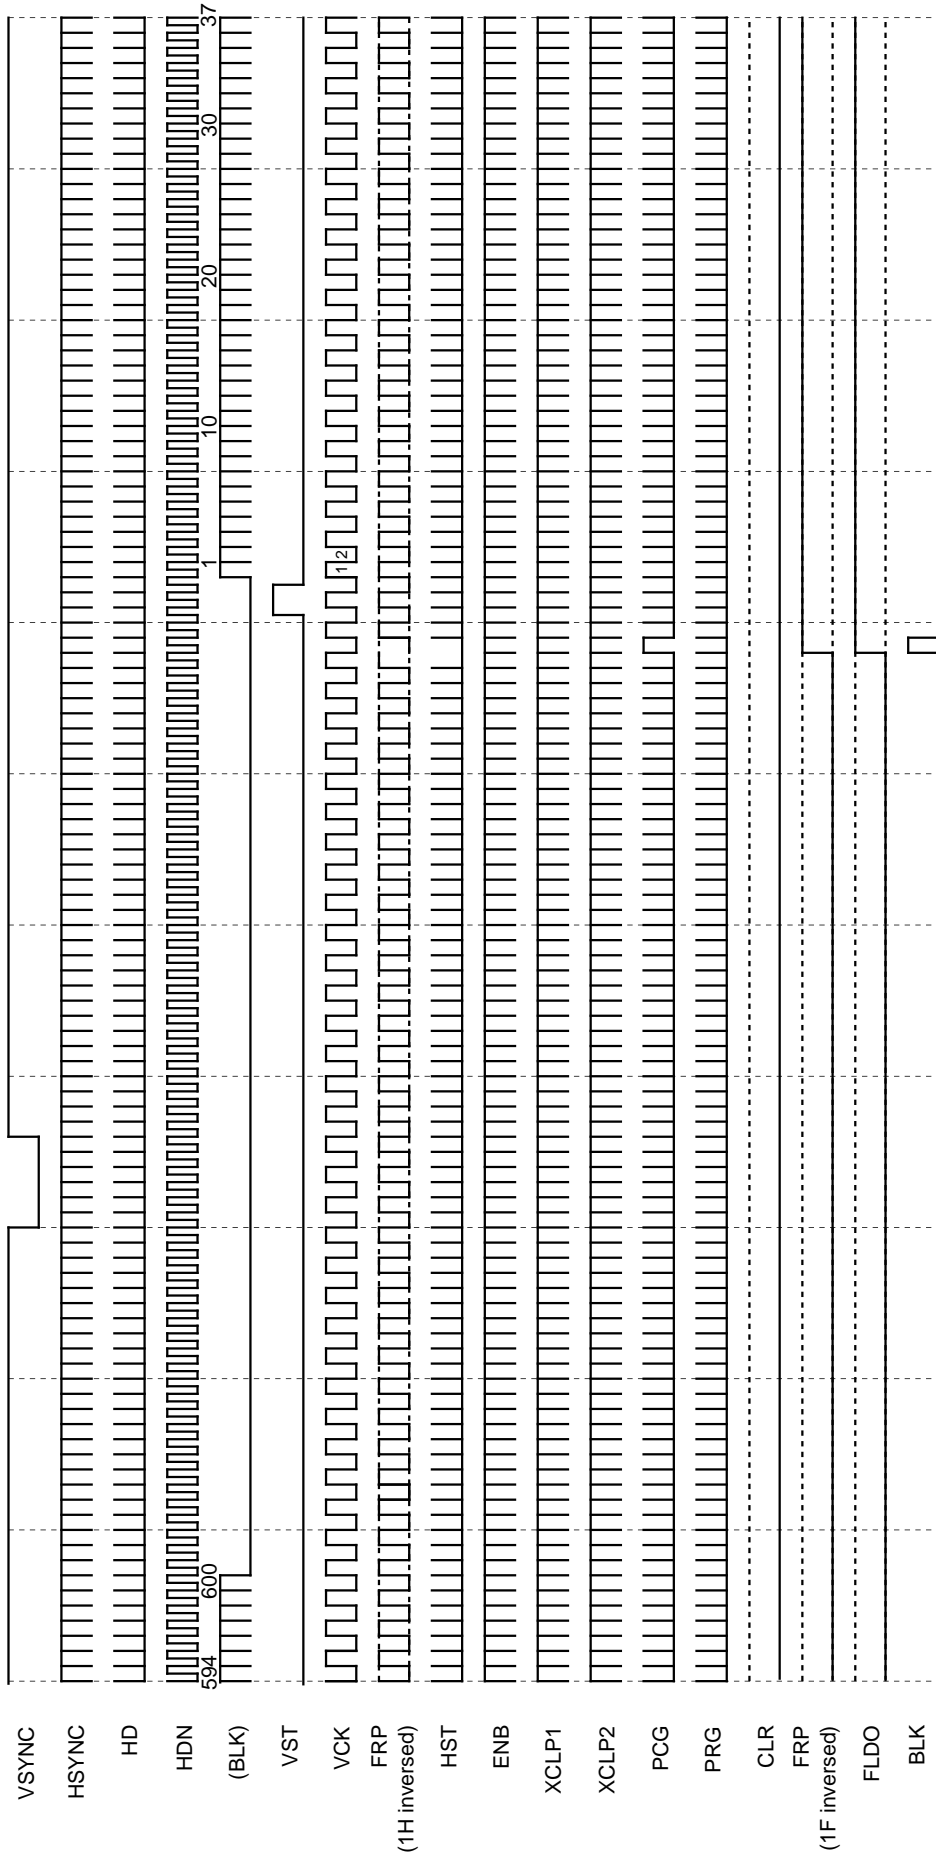 VSYNC
HSYNC
HD
HDN
594 600 1 10 20 30 37
(BLK)
VST
VCK
1 2
FRP
(1H inversed)
HST
ENB
XCLP1
XCLP2
PCG
PRG
CLR
FRP
(1F inversed)
FLDO
BLK